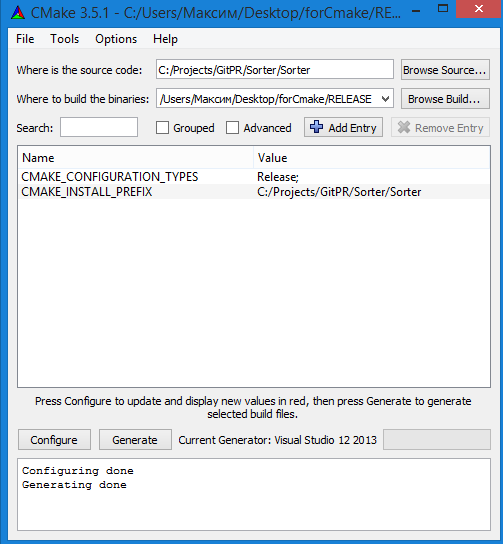 CMake 3.5.1 - C:/Users/Максим/Desktop/forCmake/RE...
File Tools Options Help
Where is the source code: C:/Projects/GitPR/Sorter/Sorter Browse Source...
Where to build the binaries: /Users/Максим/Desktop/forCmake/RELEASE Browse Build...
Search: Grouped Advanced Add Entry Remove Entry
Name Value
CMAKE_CONFIGURATION_TYPES Release;
CMAKE_INSTALL_PREFIX C:/Projects/GitPR/Sorter/Sorter
Press Configure to update and display new values in red, then press Generate to generate
selected build files.
Configure Generate Current Generator: Visual Studio 12 2013
Configuring done
Generating done